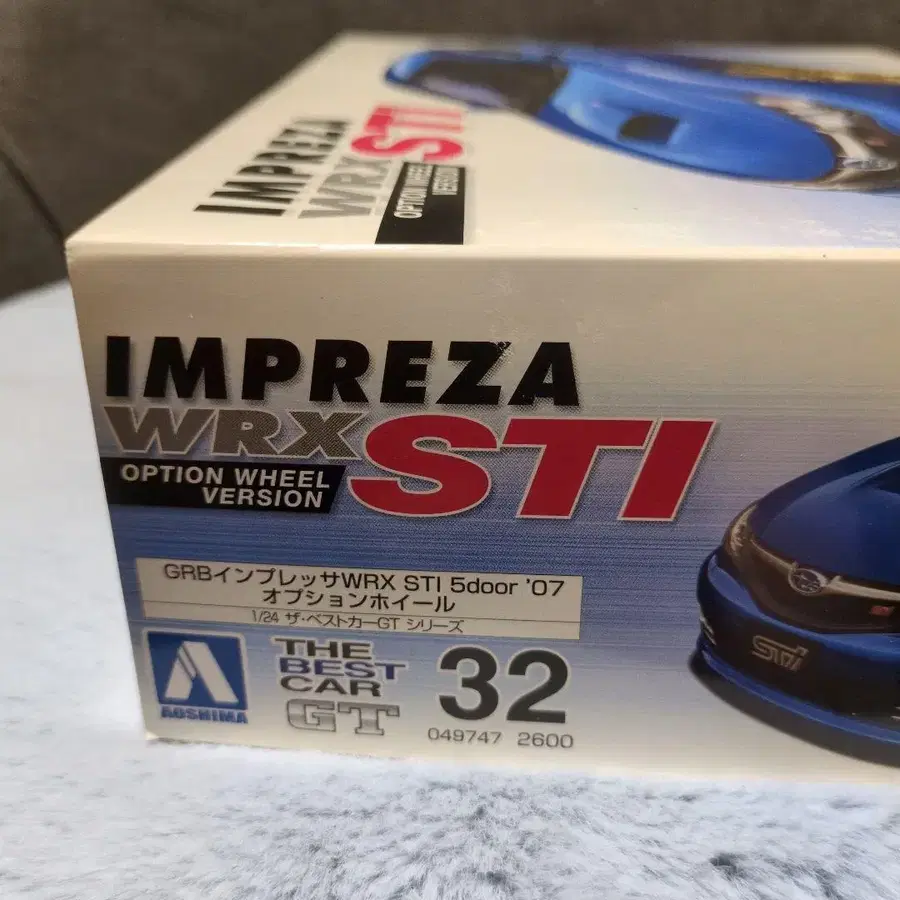 IMPREZA
WRX STI
OPTION WHEEL
VERSION
IMPREZA
WRX STI
OPTION WHEEL
VERSION
GRBインプレッサWRX STI 5door '07
オプションホイール
1/24 ザ・ベストカーGT シリーズ
AOSHIMA
THE
BEST
CAR
GT
32
049747 2600
STI